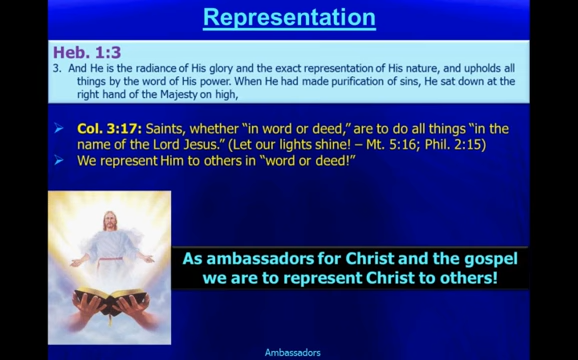 Representation
Heb. 1:3
3. And He is the radiance of His glory and the exact representation of His nature, and upholds all
things by the word of His power. When He had made purification of sins, He sat down at the
right hand of the Majesty on high,
➢ Col. 3:17: Saints, whether “in word or deed,” are to do all things “in the
name of the Lord Jesus.” (Let our lights shine! – Mt. 5:16; Phil. 2:15)
➢ We represent Him to others in “word or deed!”
As ambassadors for Christ and the gospel
we are to represent Christ to others!
Ambassadors